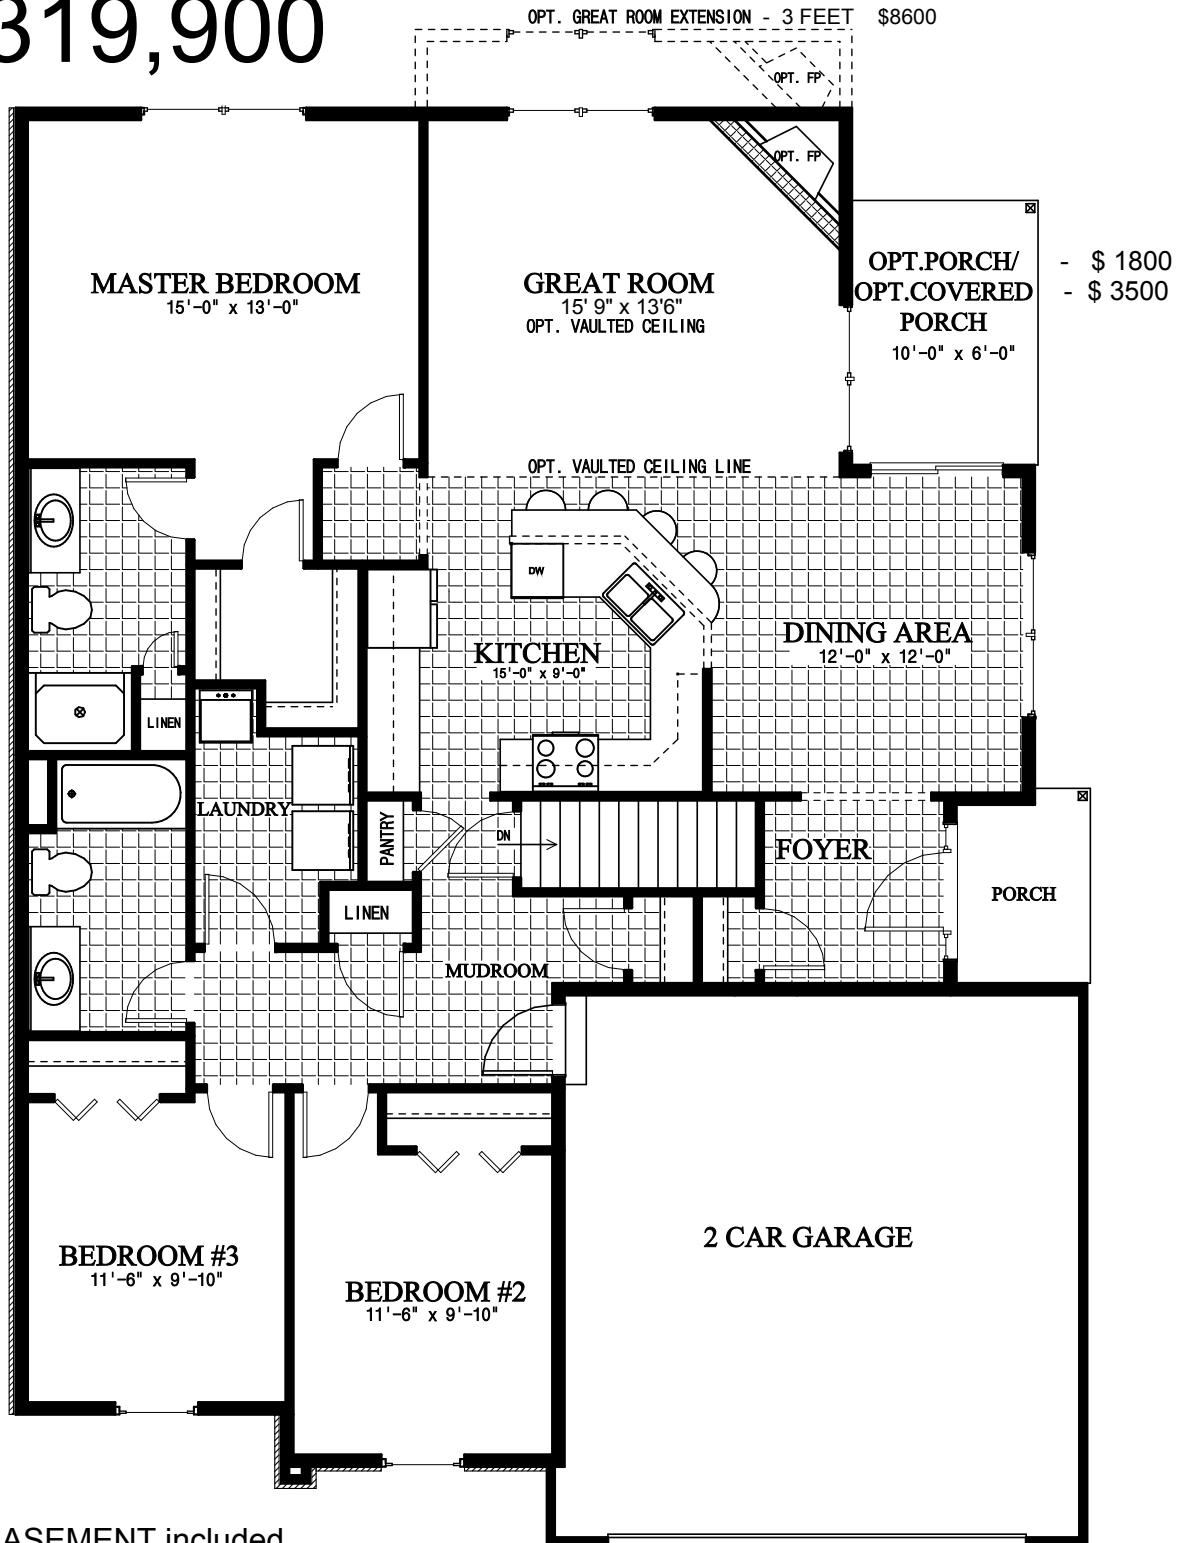 319,900
OPT. GREAT ROOM EXTENSION - 3 FEET $8600
OPT. FP
OPT. FP
MASTER BEDROOM
15'-0" x 13'-0"
GREAT ROOM
15' 9" x 13'6"
OPT. VAULTED CEILING
OPT.PORCH/ - $ 1800
OPT.COVERED - $ 3500
PORCH
10'-0" x 6'-0"
OPT. VAULTED CEILING LINE
DW
KITCHEN
15'-0" x 9'-0"
DINING AREA
12'-0" x 12'-0"
LINEN
LAUNDRY
PANTRY
DN
FOYER
PORCH
LINEN
MUDROOM
2 CAR GARAGE
BEDROOM #3
11'-6" x 9'-10"
BEDROOM #2
11'-6" x 9'-10"
ASEMENT included